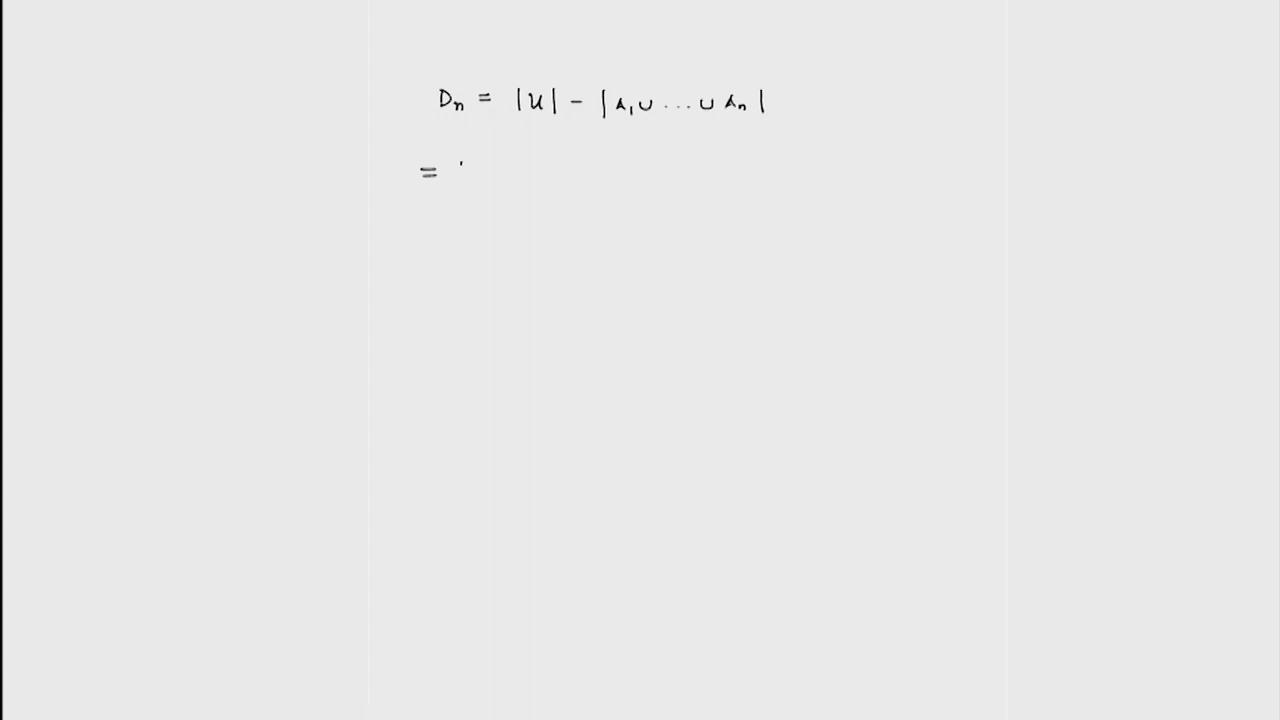 Dₙ = |U| - |A₁∪ ... ∪ Aₙ|
=